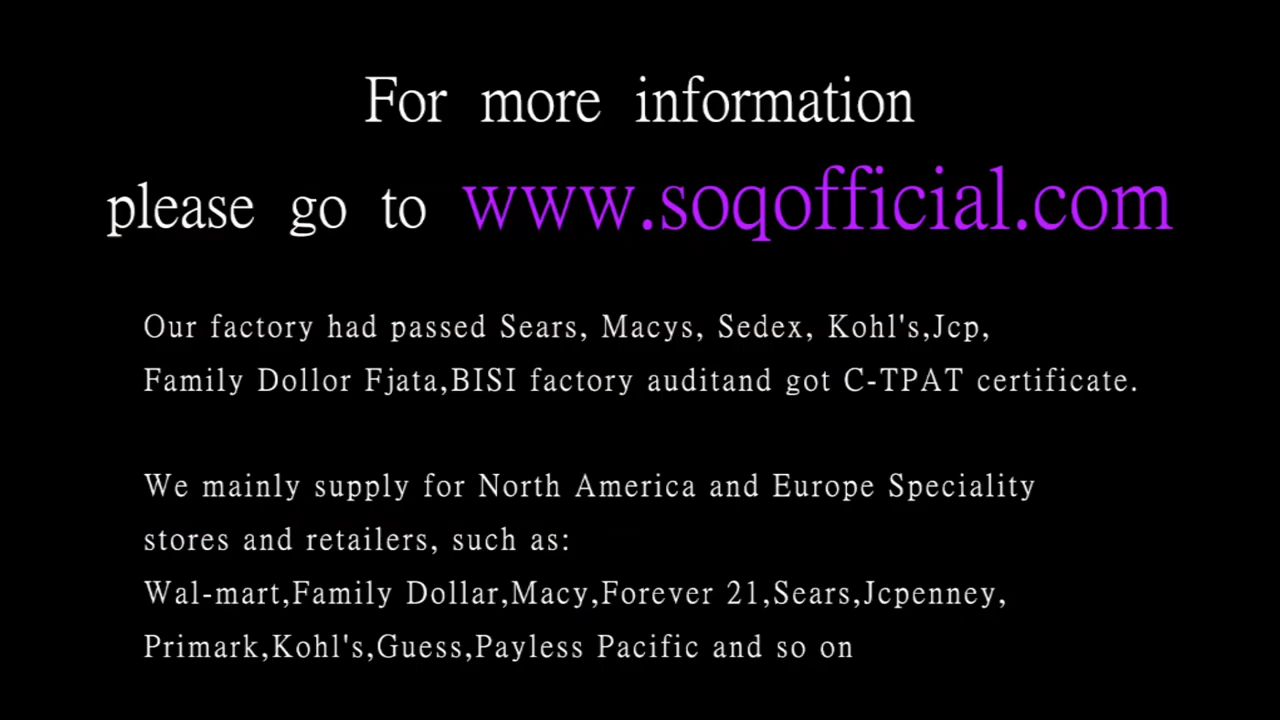 For more information
please go to www.soqofficial.com
Our factory had passed Sears, Macys, Sedex, Kohl's,Jcp,
Family Dollor Fjata,BISI factory auditand got C-TPAT certificate.
We mainly supply for North America and Europe Speciality
stores and retailers, such as:
Wal-mart,Family Dollar,Macy,Forever 21,Sears,Jcpenney,
Primark,Kohl's,Guess,Payless Pacific and so on